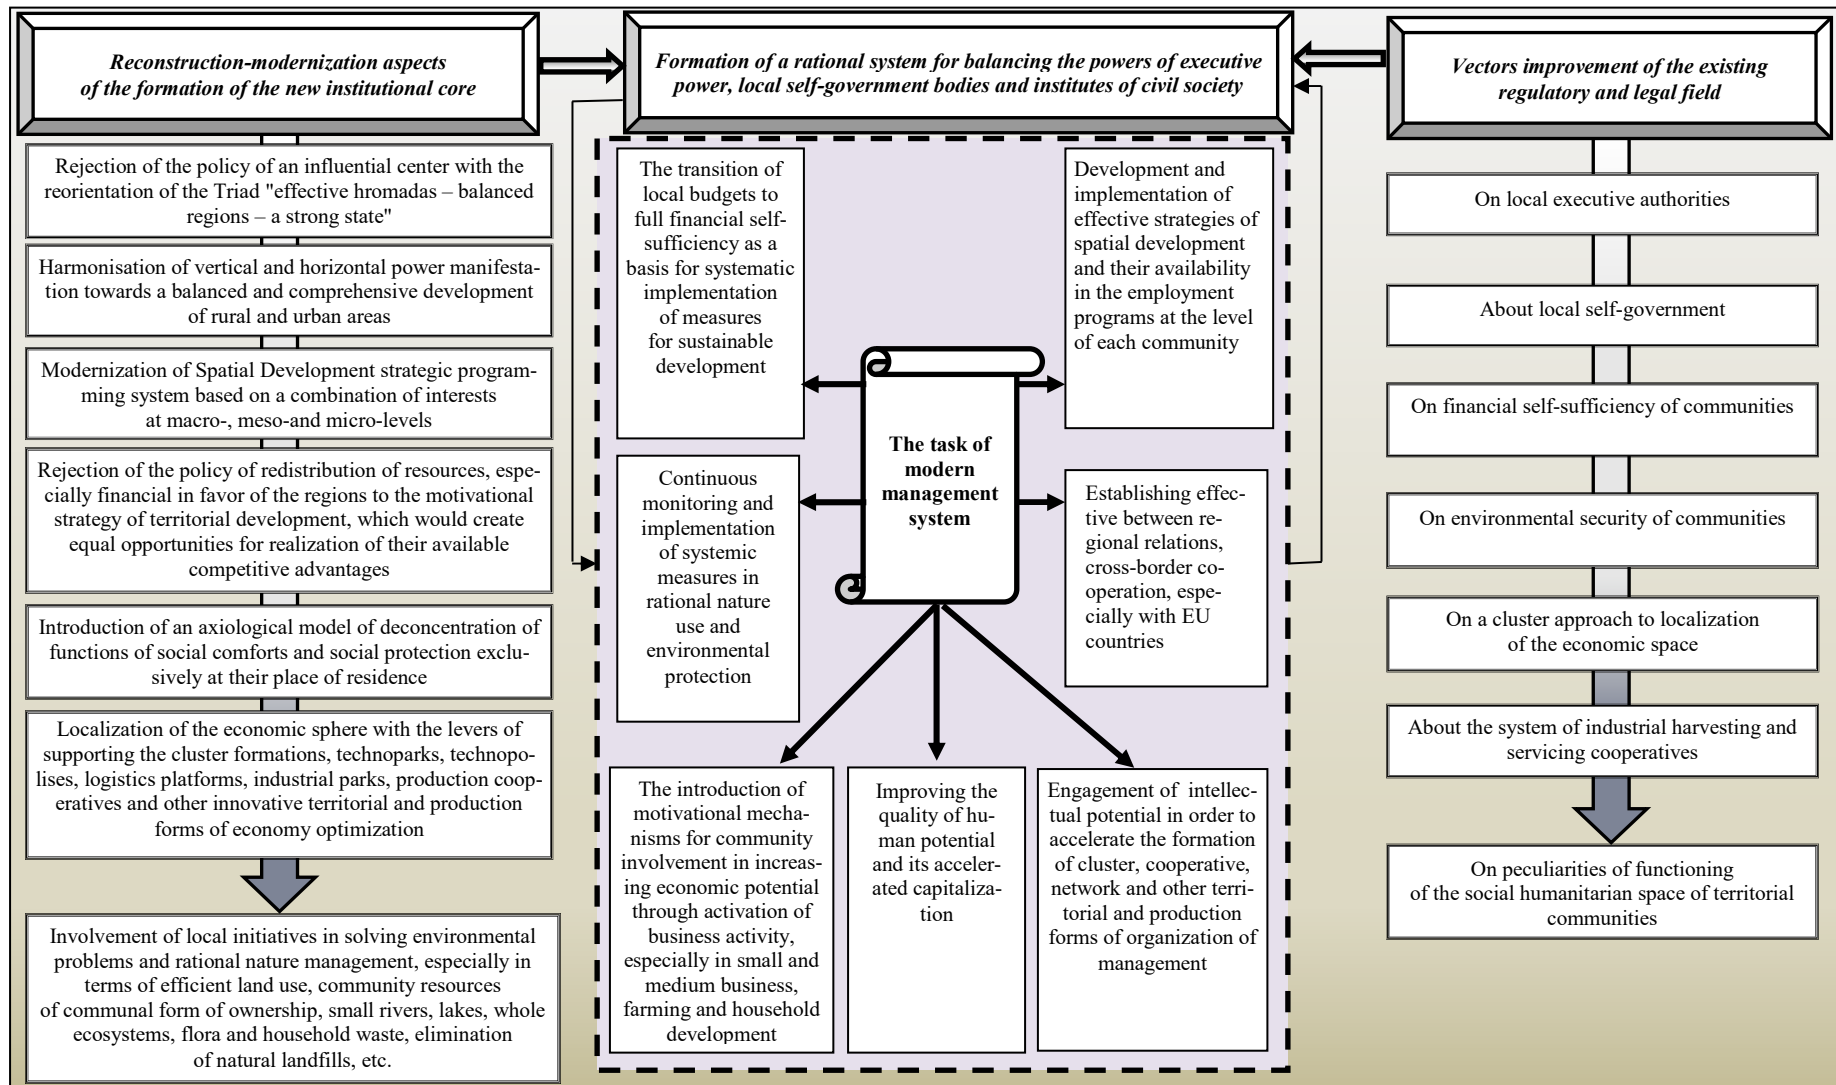 Reconstruction-modernization aspects
of the formation of the new institutional core
Rejection of the policy of an influential center with the
reorientation of the Triad "effective hromadas – balanced
regions – a strong state"
Harmonisation of vertical and horizontal power manifesta-
tion towards a balanced and comprehensive development
of rural and urban areas
Modernization of Spatial Development strategic program-
ming system based on a combination of interests
at macro-, meso-and micro-levels
Rejection of the policy of redistribution of resources, espe-
cially financial in favor of the regions to the motivational
strategy of territorial development, which would create
equal opportunities for realization of their available
competitive advantages
Introduction of an axiological model of deconcentration of
functions of social comforts and social protection exclu-
sively at their place of residence
Localization of the economic sphere with the levers of
supporting the cluster formations, technoparks, technopo-
lises, logistics platforms, industrial parks, production coop-
eratives and other innovative territorial and production
forms of economy optimization
Involvement of local initiatives in solving environmental
problems and rational nature management, especially in
terms of efficient land use, community resources
of communal form of ownership, small rivers, lakes, whole
ecosystems, flora and household waste, elimination
of natural landfills, etc.
Formation of a rational system for balancing the powers of executive
power, local self-government bodies and institutes of civil society
The transition of
local budgets to
full financial self-
sufficiency as a
basis for systematic
implementation
of measures
for sustainable
development
Development and
implementation of
effective strategies of
spatial development
and their availability
in the employment
programs at the level
of each community
The task of
modern
management
system
Continuous
monitoring and
implementation
of systemic
measures in
rational nature
use and
environmental
protection
Establishing effec-
tive between re-
gional relations,
cross-border co-
operation, espe-
cially with EU
countries
The introduction of
motivational mecha-
nisms for community
involvement in increas-
ing economic potential
through activation of
business activity,
especially in small and
medium business,
farming and household
development
Improving the
quality of hu-
man potential
and its acceler-
ated capitaliza-
tion
Engagement of intellec-
tual potential in order to
accelerate the formation
of cluster, cooperative,
network and other terri-
torial and production
forms of organization of
management
Vectors improvement of the existing
regulatory and legal field
On local executive authorities
About local self-government
On financial self-sufficiency of communities
On environmental security of communities
On a cluster approach to localization
of the economic space
About the system of industrial harvesting and
servicing cooperatives
On peculiarities of functioning
of the social humanitarian space of territorial
communities